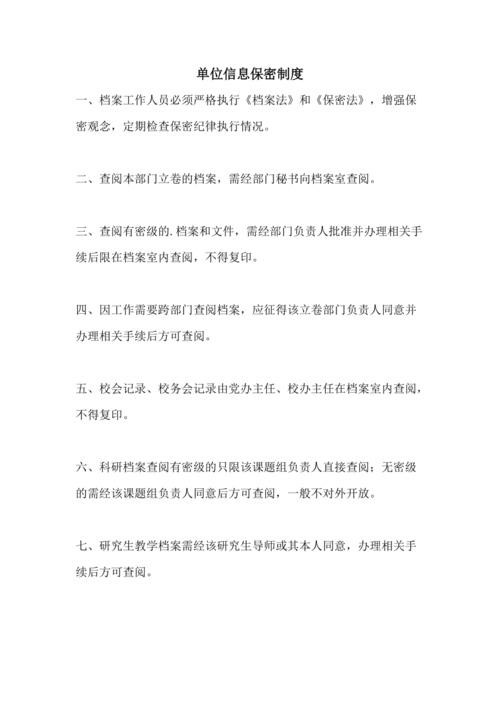 单位信息保密制度
一、档案工作人员必须严格执行《档案法》和《保密法》，增强保
密观念，定期检查保密纪律执行情况。
二、查阅本部门立卷的档案，需经部门秘书向档案室查阅。
三、查阅有密级的.档案和文件，需经部门负责人批准并办理相关手
续后限在档案室内查阅，不得复印。
四、因工作需要跨部门查阅档案，应征得该立卷部门负责人同意并
办理相关手续后方可查阅。
五、校会记录、校务会记录由党办主任、校办主任在档案室内查阅，
不得复印。
六、科研档案查阅有密级的只限该课题组负责人直接查阅；无密级
的需经该课题组负责人同意后方可查阅，一般不对外开放。
七、研究生教学档案需经该研究生导师或其本人同意，办理相关手
续后方可查阅。